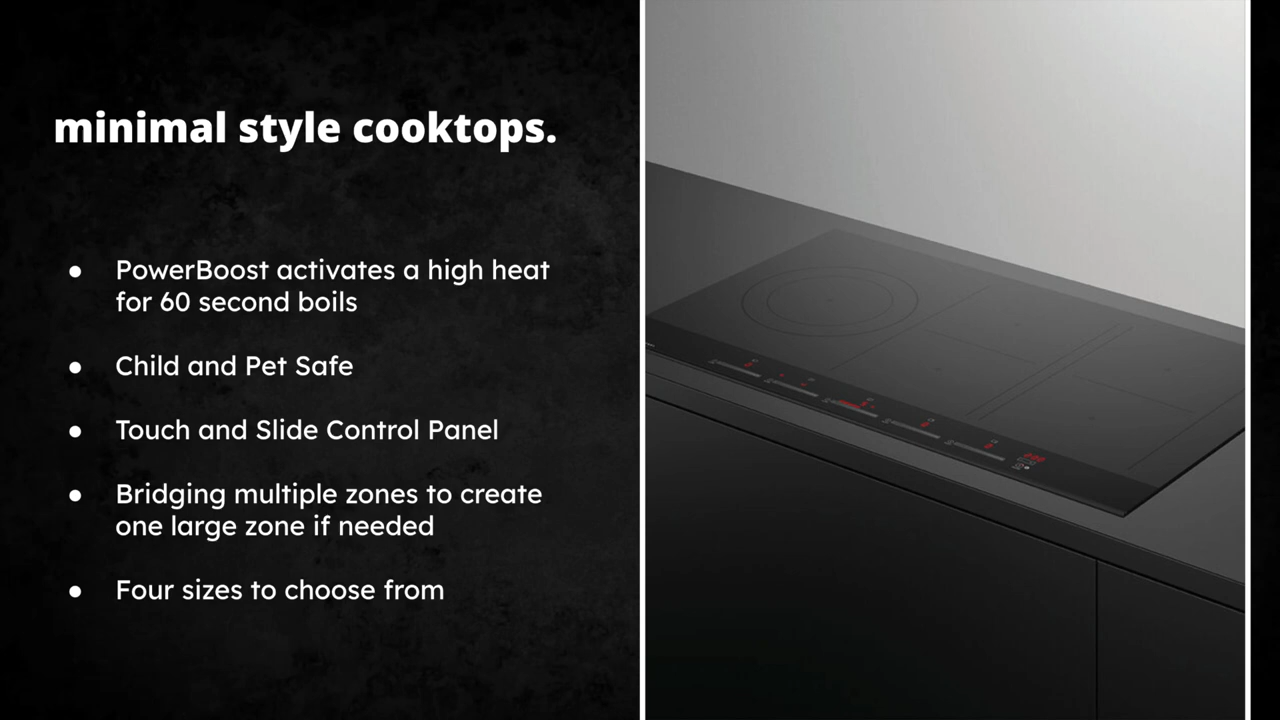 minimal style cooktops.
● PowerBoost activates a high heat
for 60 second boils
● Child and Pet Safe
● Touch and Slide Control Panel
● Bridging multiple zones to create
one large zone if needed
● Four sizes to choose from